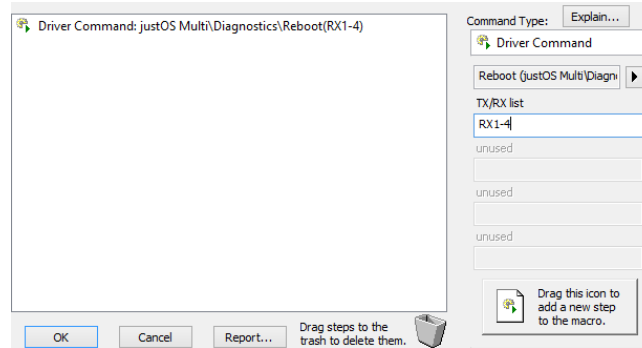 Driver Command: justOS Multi\Diagnostics\Reboot(RX1-4)
Command Type:
Explain...
Driver Command
Reboot (justOS Multi\Diagn
TX/RX list
RX1-4
unused
unused
unused
Drag this icon to
add a new step
to the macro.
OK
Cancel
Report...
Drag steps to the
trash to delete them.